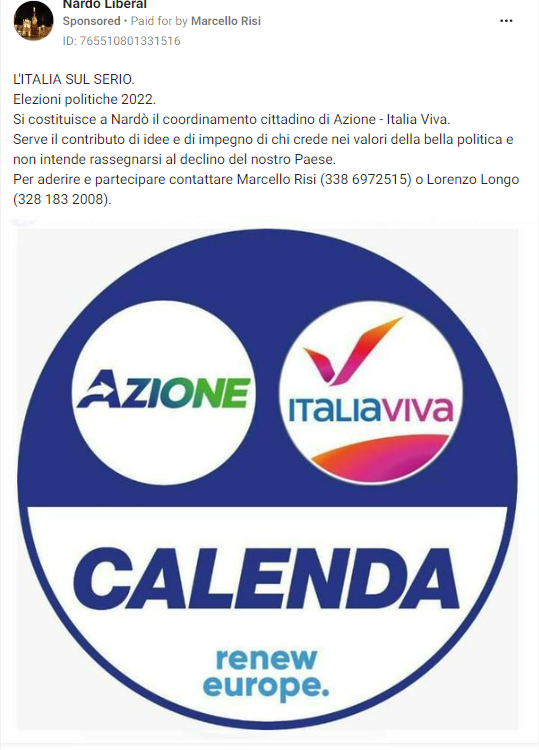 Nardò Liberal
Sponsored • Paid for by Marcello Risi
ID: 765510801331516
L'ITALIA SUL SERIO.
Elezioni politiche 2022.
Si costituisce a Nardò il coordinamento cittadino di Azione - Italia Viva.
Serve il contributo di idee e di impegno di chi crede nei valori della bella politica e
non intende rassegnarsi al declino del nostro Paese.
Per aderire e partecipare contattare Marcello Risi (338 6972515) o Lorenzo Longo
(328 183 2008).
AZIONE
ITALIAVIVA
CALENDA
renew
europe.